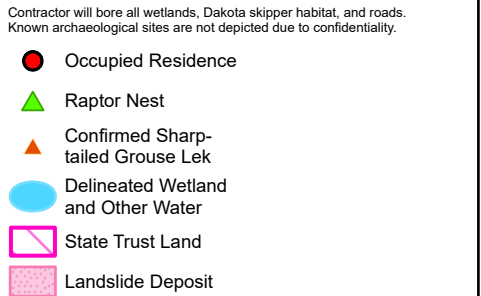 Contractor will bore all wetlands, Dakota skipper habitat, and roads.
Known archaeological sites are not depicted due to confidentiality.
Occupied Residence
Raptor Nest
Confirmed Sharp-
tailed Grouse Lek
Delineated Wetland
and Other Water
State Trust Land
Landslide Deposit